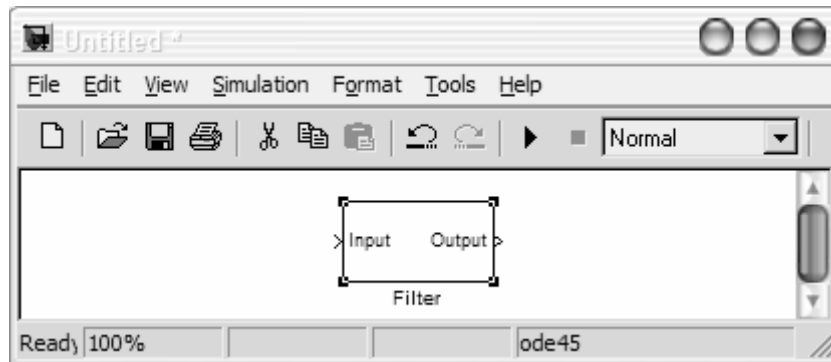 Untitled *
File Edit View Simulation Format Tools Help
Normal
Input Output
Filter
Ready 100% ode45